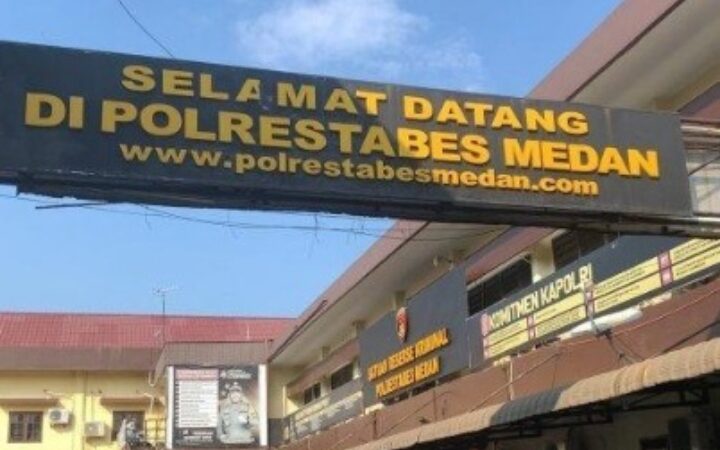 SELAMAT DATANG
DI POLRESTABES MEDAN
www.polrestabesmedan.com
KOMITMEN KAPOLRI
SATUAN RESERSE KRIMINAL
POLRESTABES MEDAN